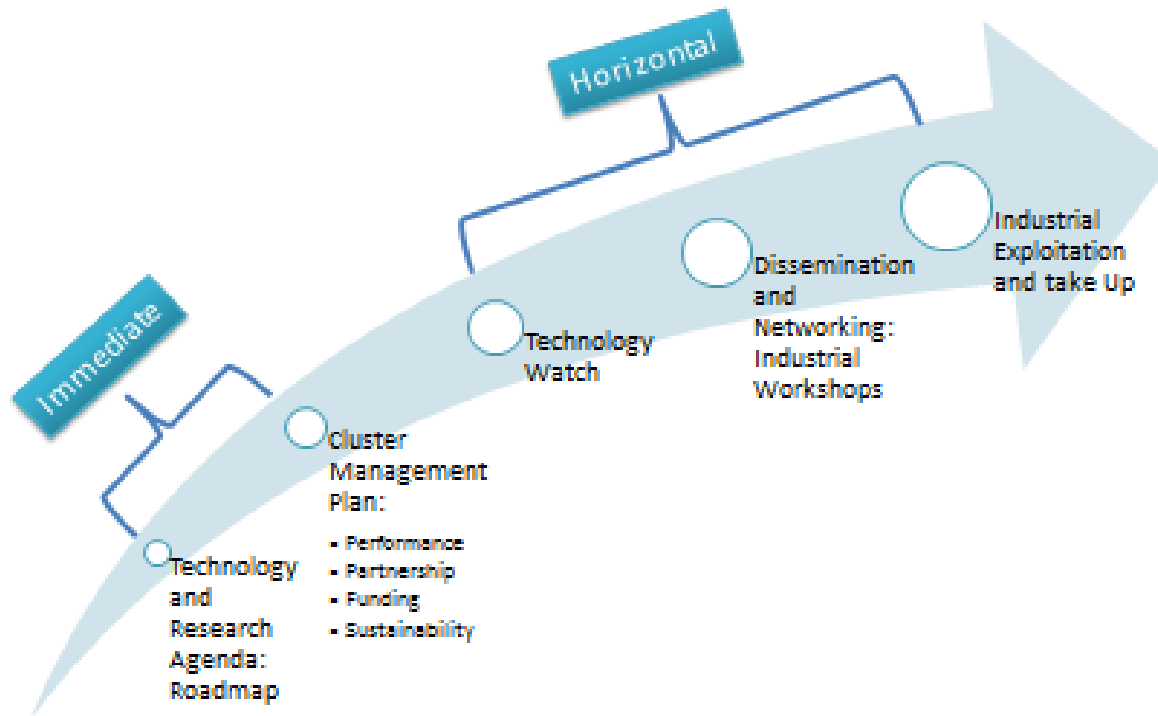 Horizontal
Immediate
Technology
and
Research
Agenda:
Roadmap
Cluster
Management
Plan:
- Performance
- Partnership
- Funding
- Sustainability
Technology
Watch
Dissemination
and
Networking:
Industrial
Workshops
Industrial
Exploitation
and take Up